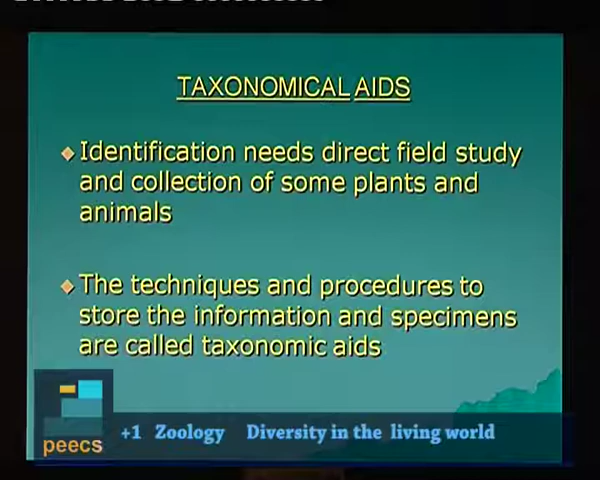 TAXONOMICAL AIDS
Identification needs direct field study
and collection of some plants and
animals
The techniques and procedures to
store the information and specimens
are called taxonomic aids
peecs
+1 Zoology Diversity in the living world